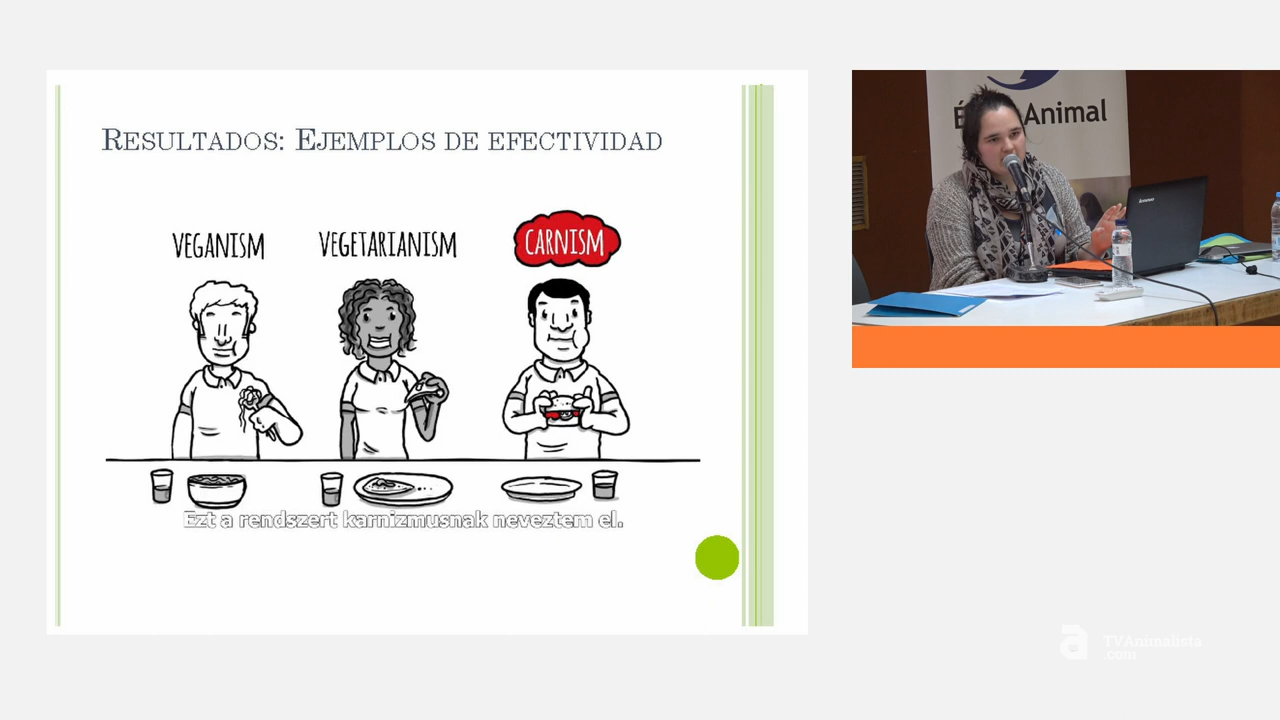 RESULTADOS: EJEMPLOS DE EFECTIVIDAD
VEGANISM
VEGETARIANISM
CARNISM
Ezt a rendszert karnizmusnak neveztem el.
Animal
lenovo
TVAnimalista
.com